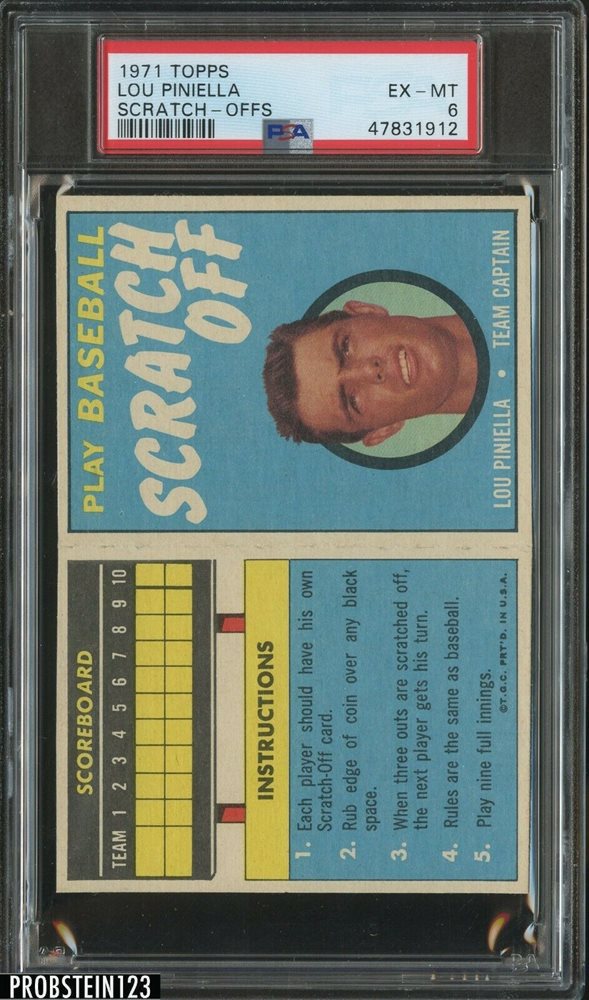 1971 TOPPS
LOU PINIELLA
SCRATCH-OFFS
EX-MT
6
PSA
47831912
PLAY BASEBALL
SCRATCH
OFF
LOU PINIELLA • TEAM CAPTAIN
SCOREBOARD
TEAM 1 2 3 4 5 6 7 8 9 10
INSTRUCTIONS
1. Each player should have his own
Scratch-Off card.
2. Rub edge of coin over any black
space.
3. When three outs are scratched off,
the next player gets his turn.
4. Rules are the same as baseball.
5. Play nine full innings.
©T.G.C. PRT'D. IN U.S.A.
PROBSTEIN123